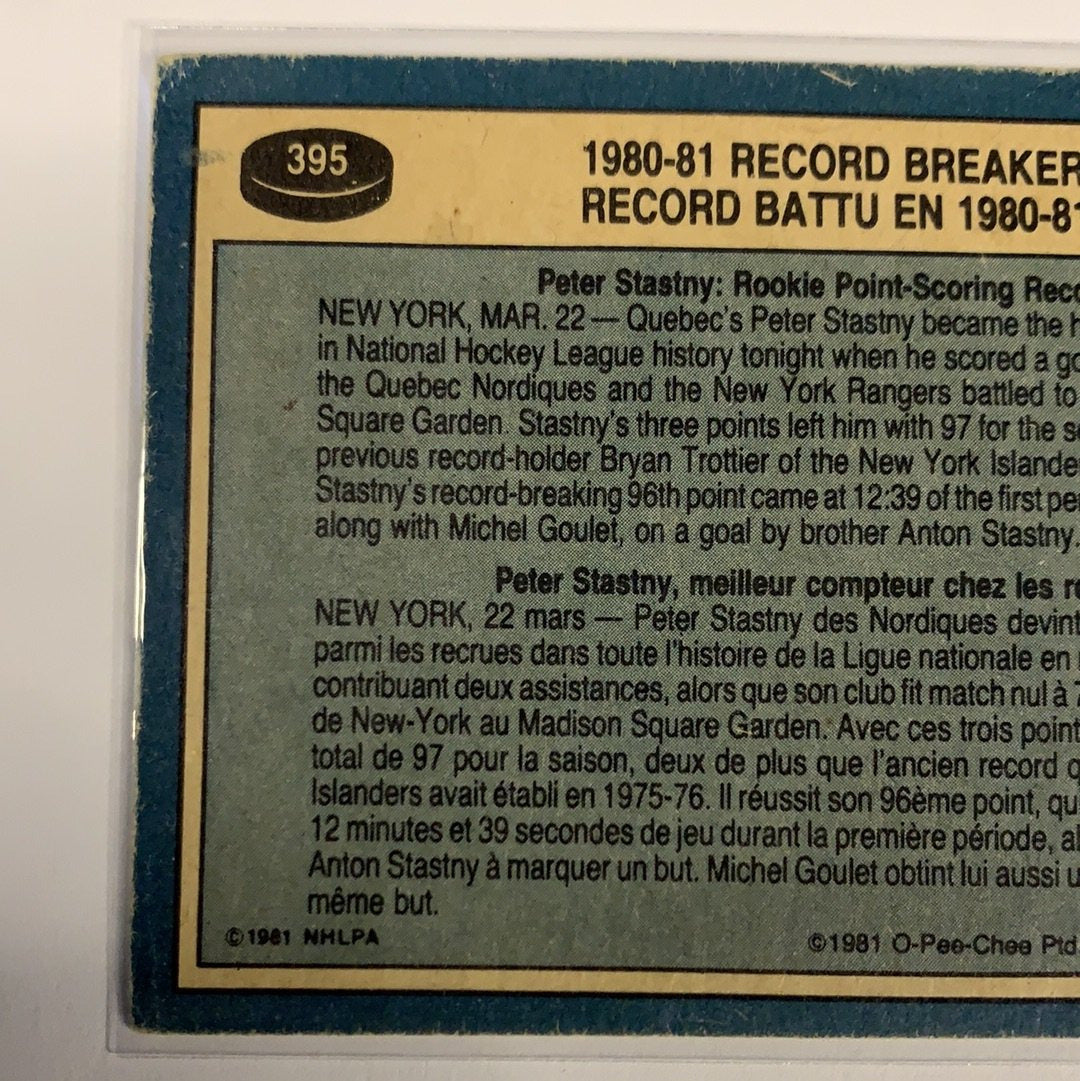 395
1980-81 RECORD BREAKER
RECORD BATTU EN 1980-81
Peter Stastny: Rookie Point-Scoring
NEW YORK, MAR. 22 — Quebec's Peter Stastny became the
in National Hockey League history tonight when he scored a
the Quebec Nordiques and the New York Rangers battled to
Square Garden. Stastny's three points left him with 97 for the
previous record-holder Bryan Trottier of the New York
Stastny's record-breaking 96th point came at 12:39 of the first
along with Michel Goulet, on a goal by brother Anton Stastny.
Peter Stastny, meilleur compteur chez les
NEW YORK, 22 mars — Peter Stastny des Nordiques devint
parmi les recrues dans toute l'histoire de la Ligue nationale en
contribuant deux assistances, alors que son club fit match nul à
de New-York au Madison Square Garden. Avec ces trois
total de 97 pour la saison, deux de plus que l'ancien record
Islanders avait établi en 1975-76. Il réussit son 96ème point,
12 minutes et 39 secondes de jeu durant la première période,
Anton Stastny à marquer un but. Michel Goulet obtint lui aussi
même but.
©1981 NHLPA
©1981 O-Pee-Chee Ptd